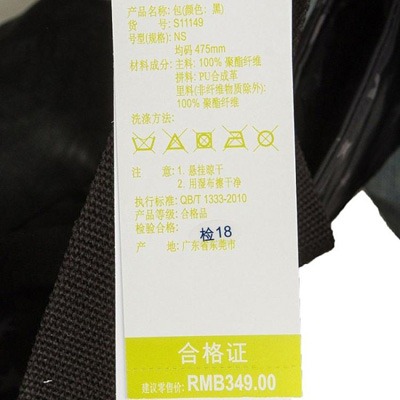 产品名称: 包(颜色: 黑)
货 号: S11149
号型(规格): NS
均码 475mm
材料成分: 主料: 100% 聚酯纤维
拼料: PU合成革
里料(非纤维物质除外):
100% 聚酯纤维
洗涤方法:
注 意: 1. 悬挂晾干
2. 用湿布擦干净
执行标准: QB/T 1333-2010
产品等级: 合格品
检验合格:
检18
产 地: 广东省东莞市
合格证
建议零售价: RMB349.00